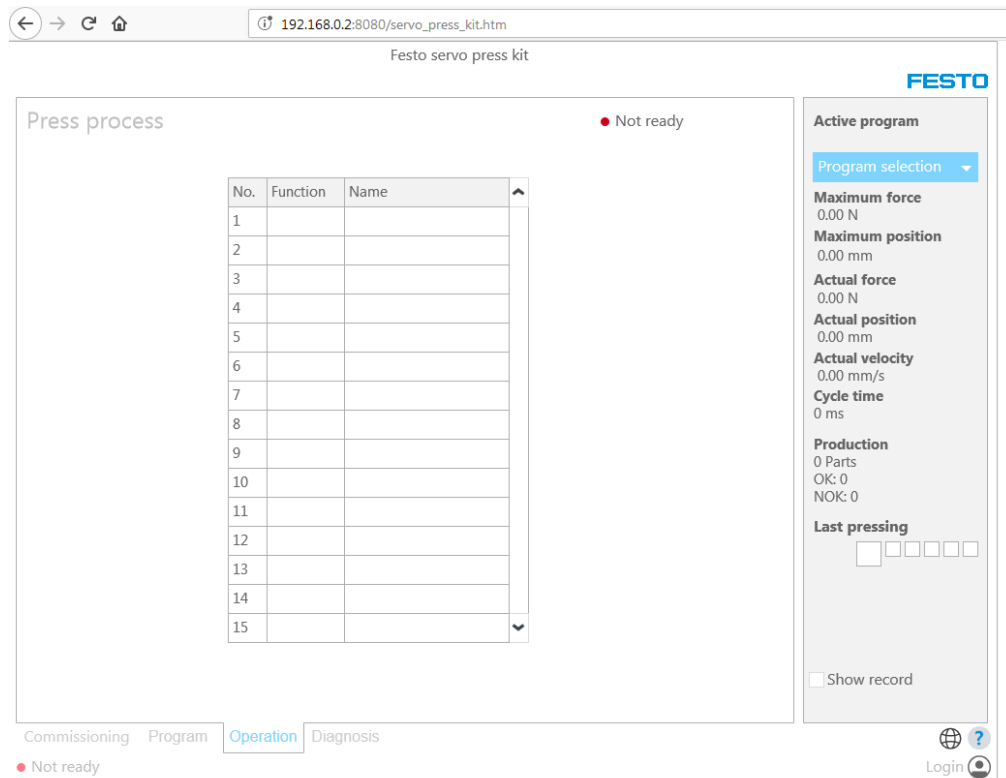 192.168.0.2:8080/servo_press_kit.htm
Festo servo press kit
FESTO
Press process
Not ready
No. Function Name
1
2
3
4
5
6
7
8
9
10
11
12
13
14
15
Active program
Program selection
Maximum force
0.00 N
Maximum position
0.00 mm
Actual force
0.00 N
Actual position
0.00 mm
Actual velocity
0.00 mm/s
Cycle time
0 ms
Production
0 Parts
OK: 0
NOK: 0
Last pressing
Show record
Commissioning Program Operation Diagnosis
?
Not ready
Login